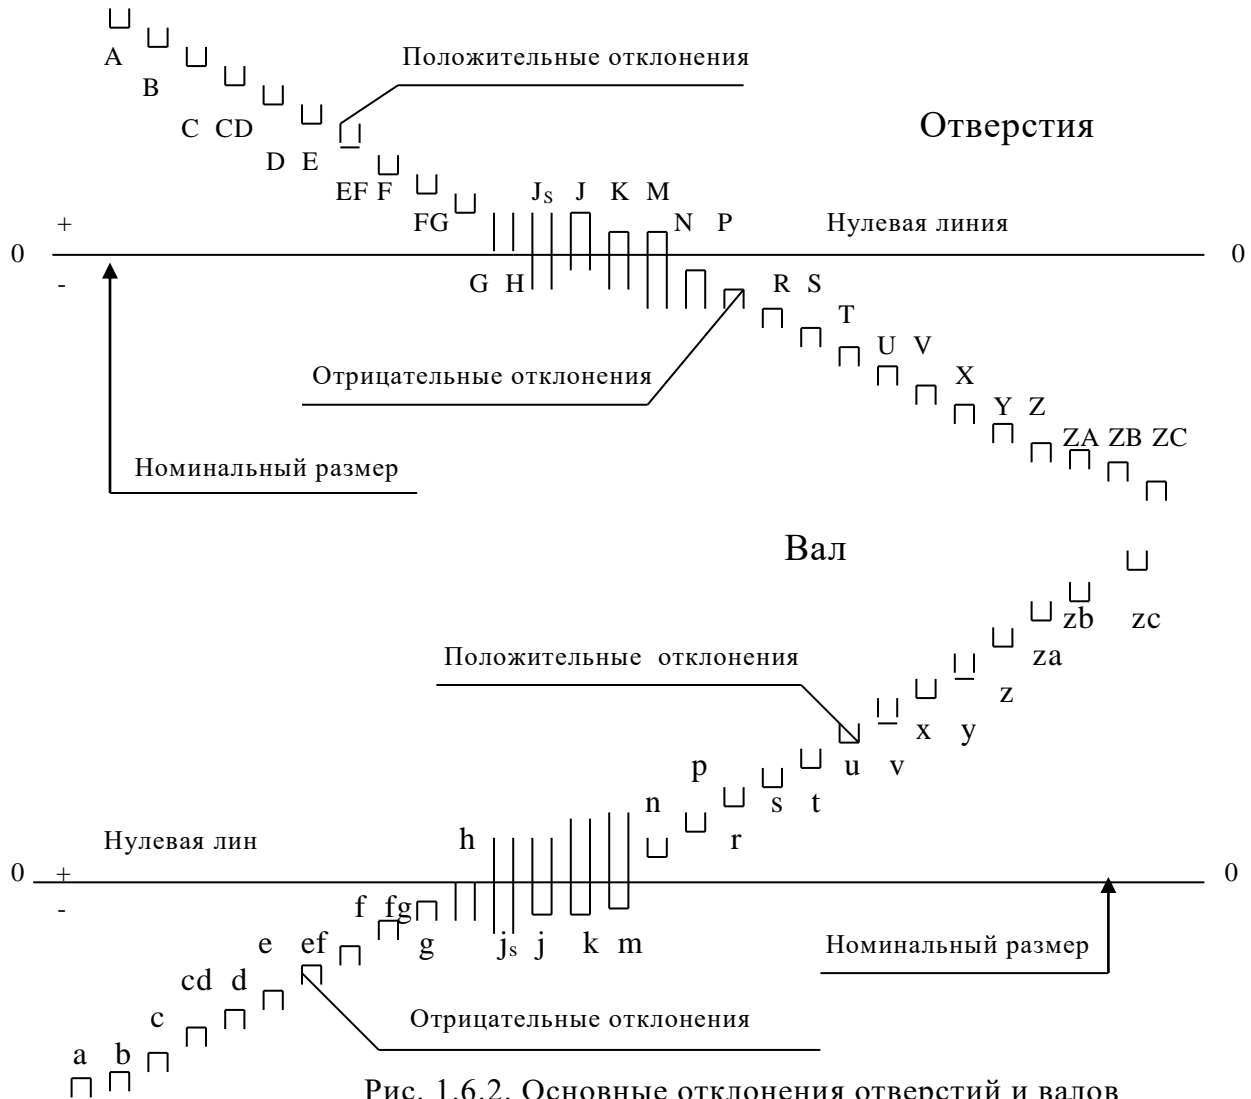 A
B
C CD
D E
EF F
FG
Положительные отклонения
Отверстия
Js J K M
N P
+
Нулевая линия
0
0
-
G H
R S
T
U V
X
Y Z
ZA ZB ZC
Отрицательные отклонения
Номинальный размер
Вал
zb zc
za
z
Положительные отклонения
x y
u v
p
s t
n
r
h
Нулевая лин
0
+
0
-
f fg
g
js j k m
e ef
Номинальный размер
cd d
c
Отрицательные отклонения
a b
Рис. 1.6.2. Основные отклонения отверстий и валов